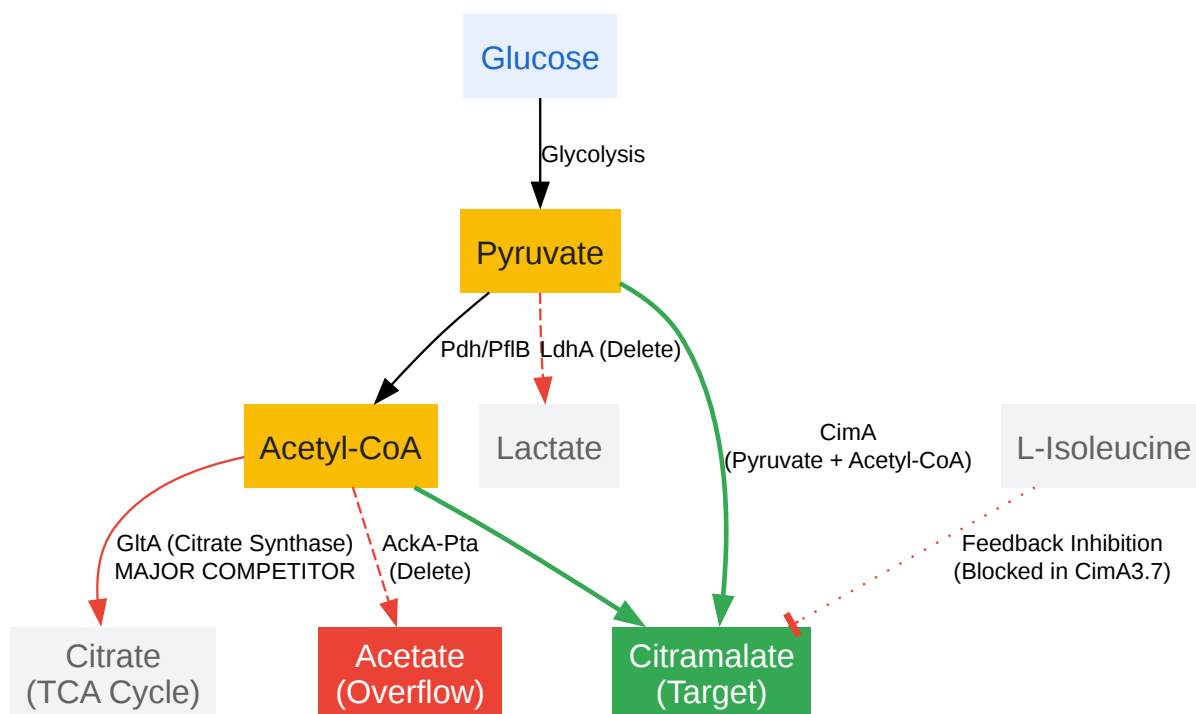 Glucose
Glycolysis
Pyruvate
Pdh/PflB
LdhA (Delete)
CimA
(Pyruvate + Acetyl-CoA)
Acetyl-CoA
Lactate
L-Isoleucine
GltA (Citrate Synthase)
MAJOR COMPETITOR
AckA-Pta
(Delete)
Feedback Inhibition
(Blocked in CimA3.7)
Citrate
(TCA Cycle)
Acetate
(Overflow)
Citramalate
(Target)